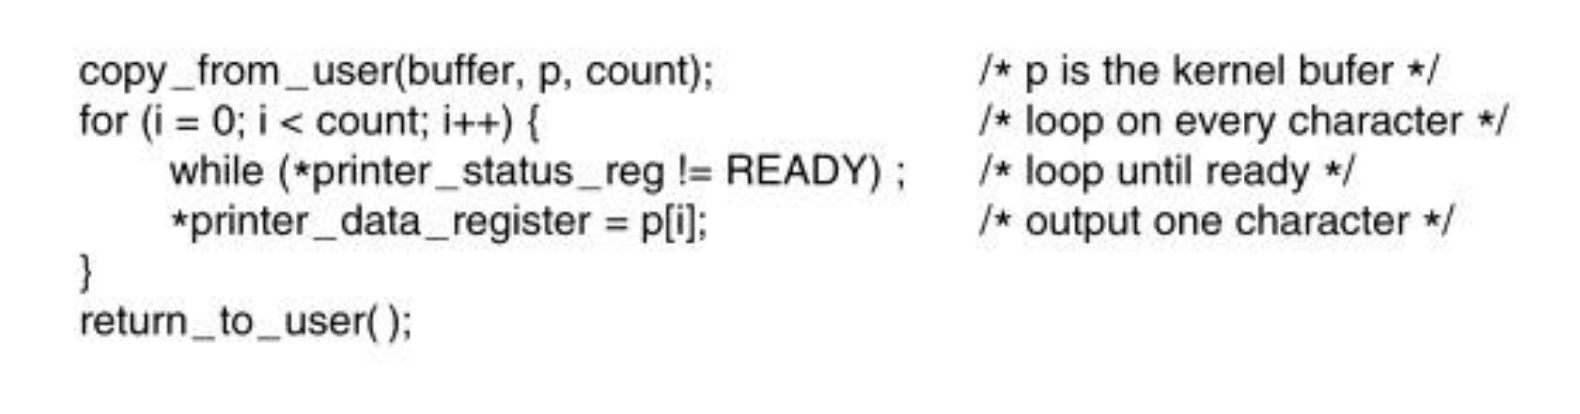 copy_from_user(buffer, p, count); /* p is the kernel bufer */
for (i = 0; i < count; i++) { /* loop on every character */
while (*printer_status_reg != READY) ; /* loop until ready */
*printer_data_register = p[i]; /* output one character */
}
return_to_user( );